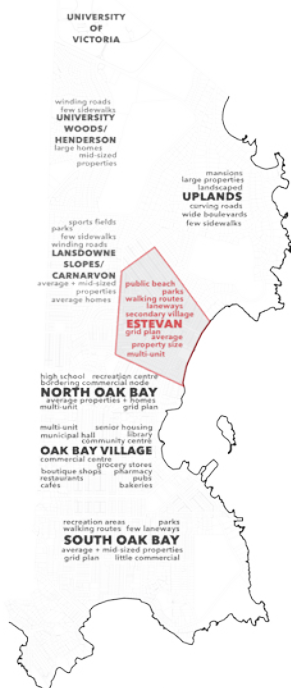 UNIVERSITY
OF
VICTORIA
winding roads
few sidewalks
UNIVERSITY
WOODS/
HENDERSON
large homes
mid-sized
properties
mansions
large properties
landscaped
UPLANDS
curving roads
wide boulevards
few sidewalks
sports fields
parks
few sidewalks
winding roads
LANSDOWNE
SLOPES/
CARNARVON
average + mid-sized
properties
average homes
public beach
parks
walking routes
laneways
secondary village
ESTEVAN
grid plan
average
property size
multi-unit
high school recreation centre
bordering commercial node
NORTH OAK BAY
average properties + homes
multi-unit grid plan
multi-unit senior housing
municipal hall library
community centre
OAK BAY VILLAGE
commercial centre
grocery stores
boutique shops pharmacy
restaurants pubs
cafes bakeries
recreation areas parks
walking routes few laneways
SOUTH OAK BAY
average + mid-sized properties
grid plan little commercial